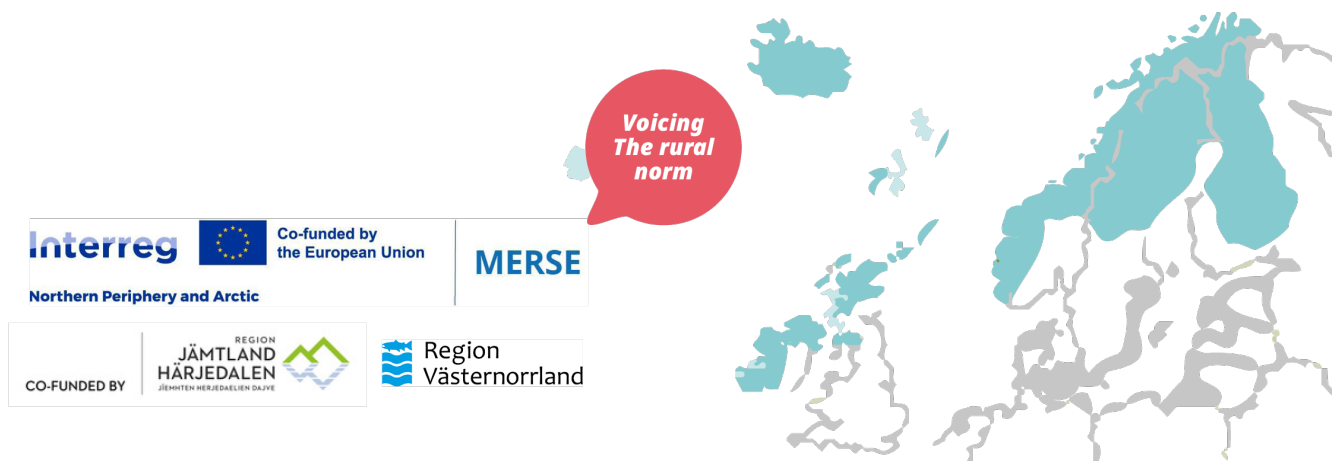 Voicing
The rural
norm
Interreg
Co-funded by
the European Union
MERSE
Northern Periphery and Arctic
CO-FUNDED BY
REGION
JÄMTLAND
HÄRJEDALEN
JÏEMHTEN HERJEDAELIEN DAJVE
Region
Västernorrland